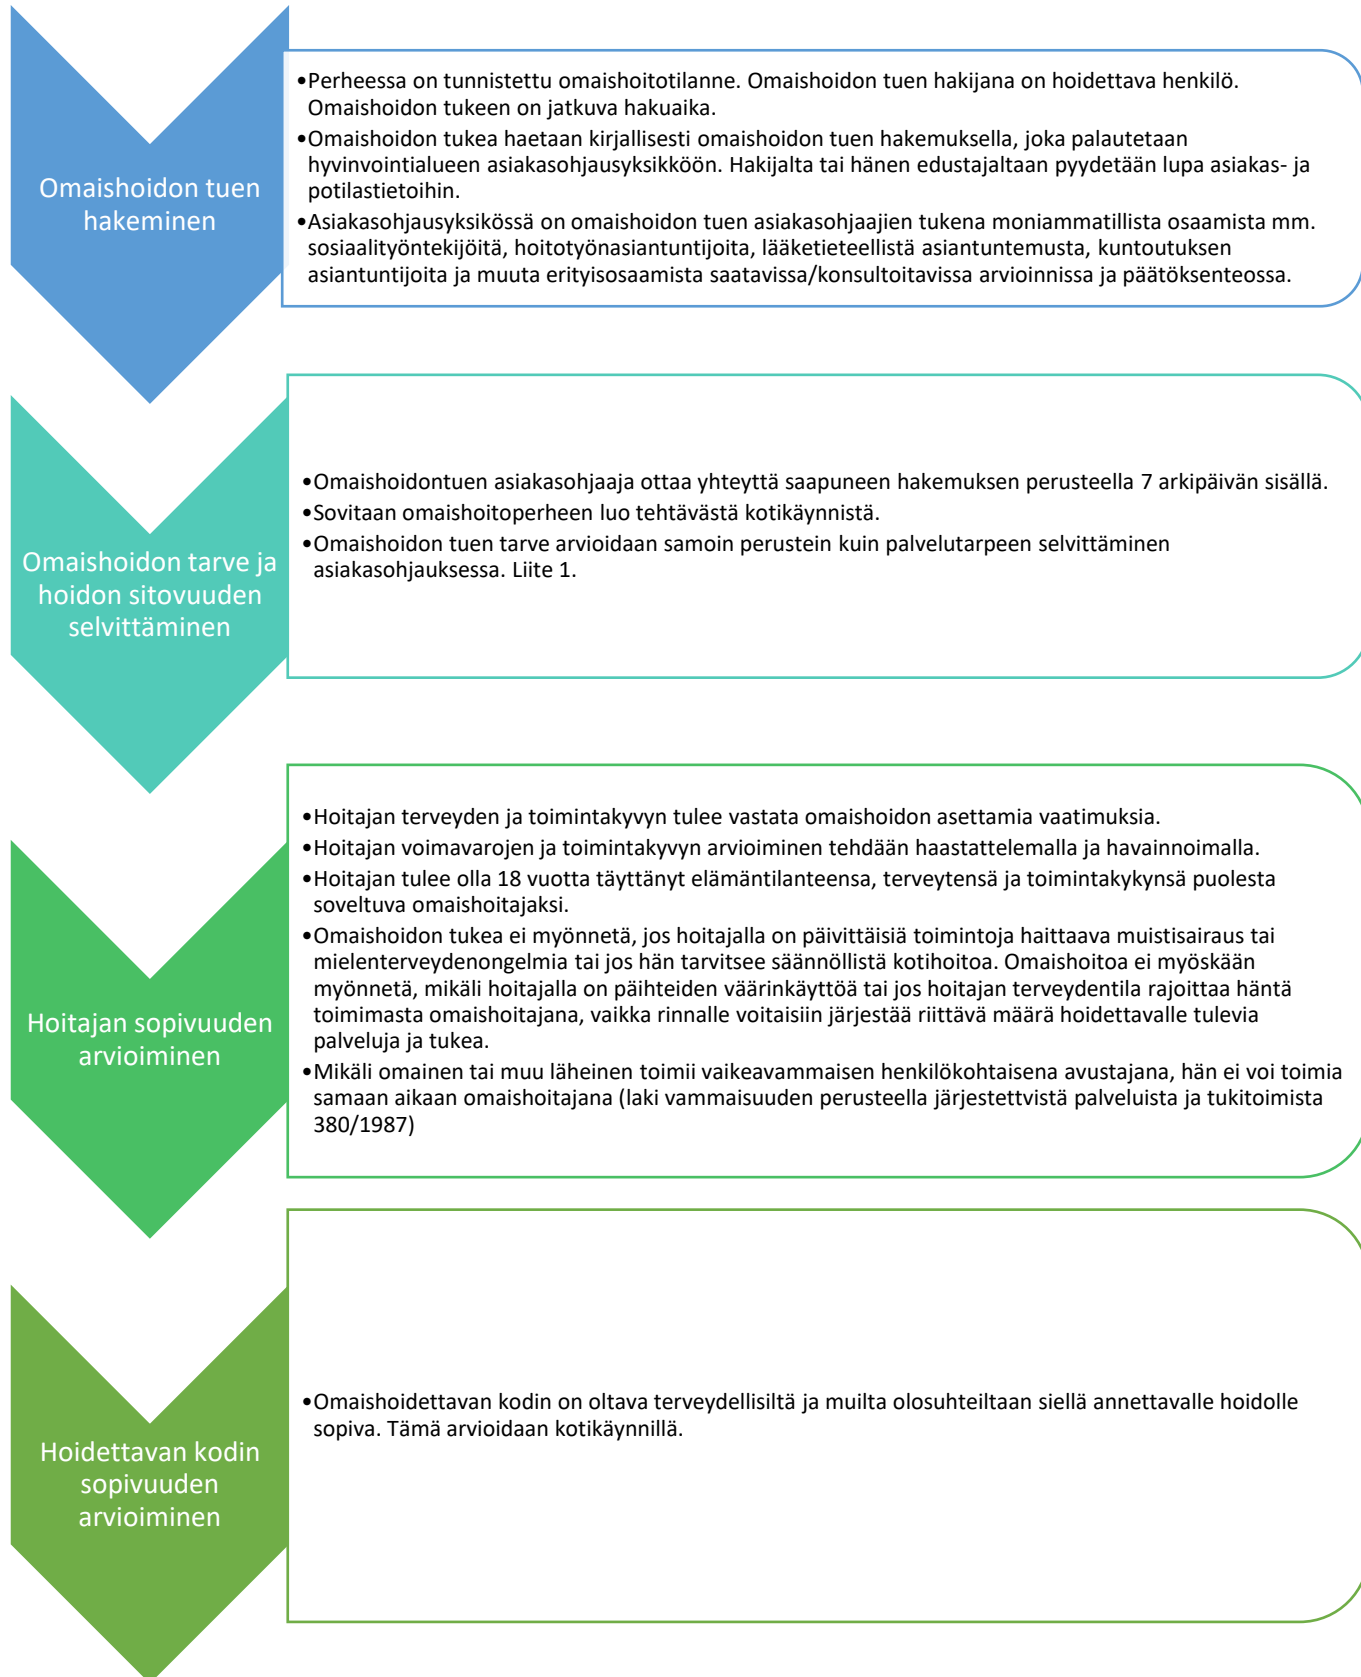 Omaishoidon tuen
hakeminen
•Perheessa on tunnistettu omaishoitotilanne. Omaishoidon tuen hakijana on hoidettava henkilö.
Omaishoidon tukeen on jatkuva hakuaika.
•Omaishoidon tukea haetaan kirjallisesti omaishoidon tuen hakemuksella, joka palautetaan
hyvinvointialueen asiakasohjausyksikköön. Hakijalta tai hänen edustajaltaan pyydetään lupa asiakas- ja
potilastietoihin.
•Asiakasohjausyksikössä on omaishoidon tuen asiakasohjaajien tukena moniammatillista osaamista mm.
sosiaalityöntekijöitä, hoitotyönasiantuntijoita, lääketieteellistä asiantuntemusta, kuntoutuksen
asiantuntijoita ja muuta erityisosaamista saatavissa/konsultoitavissa arvioinnissa ja päätöksenteossa.
Omaishoidon tarve ja
hoidon sitovuuden
selvittäminen
•Omaishoidontuen asiakasohjaaja ottaa yhteyttä saapuneen hakemuksen perusteella 7 arkipäivän sisällä.
•Sovitaan omaishoitoperheen luo tehtävästä kotikäynnistä.
•Omaishoidon tuen tarve arvioidaan samoin perustein kuin palvelutarpeen selvittäminen
asiakasohjauksessa. Liite 1.
Hoitajan sopivuuden
arvioiminen
•Hoitajan terveyden ja toimintakyvyn tulee vastata omaishoidon asettamia vaatimuksia.
•Hoitajan voimavarojen ja toimintakyvyn arvioiminen tehdään haastattelemalla ja havainnoimalla.
•Hoitajan tulee olla 18 vuotta täyttänyt elämäntilanteensa, terveytensä ja toimintakykynsä puolesta
soveltuva omaishoitajaksi.
•Omaishoidon tukea ei myönnetä, jos hoitajalla on päivittäisiä toimintoja haittaava muistisairaus tai
mielenterveydenongelmia tai jos hän tarvitsee säännöllistä kotihoitoa. Omaishoitoa ei myöskään
myönnetä, mikäli hoitajalla on päihteiden väärinkäyttöä tai jos hoitajan terveydentila rajoittaa häntä
toimimasta omaishoitajana, vaikka rinnalle voitaisiin järjestää riittävä määrä hoidettavalle tulevia
palveluja ja tukea.
•Mikäli omainen tai muu läheinen toimii vaikeavammaisen henkilökohtaisena avustajana, hän ei voi toimia
samaan aikaan omaishoitajana (laki vammaisuuden perusteella järjestettvistä palveluista ja tukitoimista
380/1987)
Hoidettavan kodin
sopivuuden
arvioiminen
•Omaishoidettavan kodin on oltava terveydellisiltä ja muilta olosuhteiltaan siellä annettavalle hoidolle
sopiva. Tämä arvioidaan kotikäynnillä.